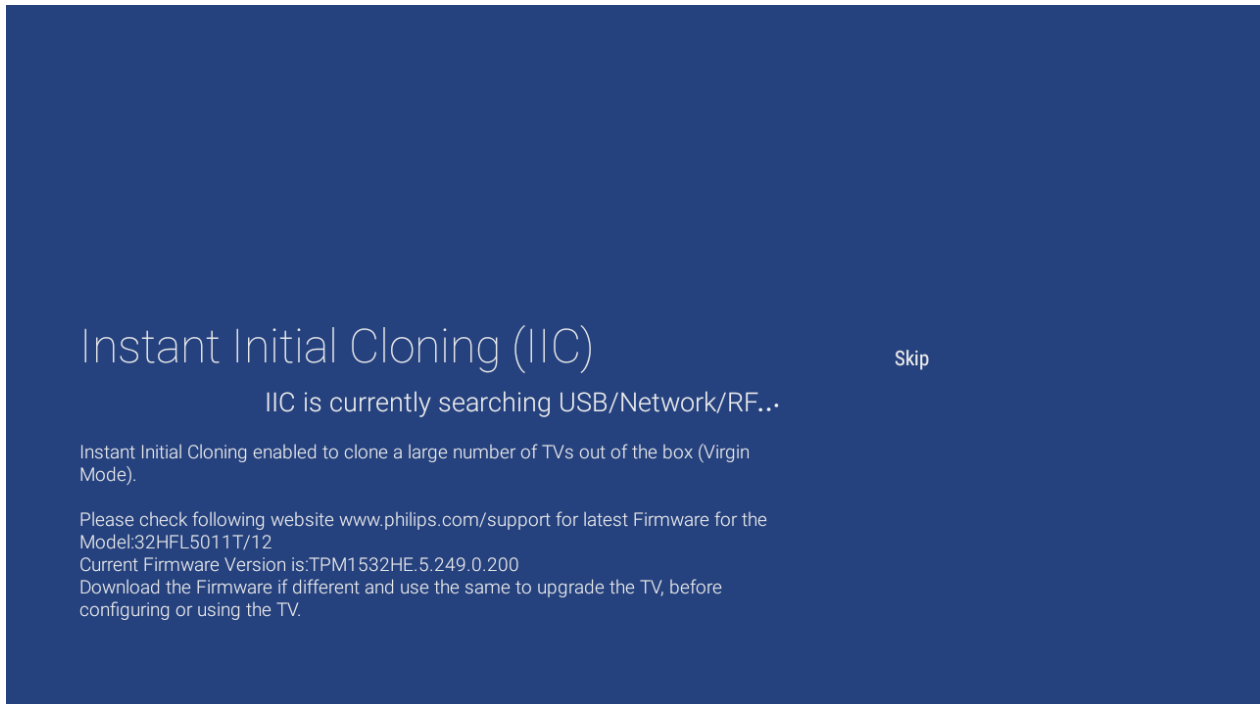 Instant Initial Cloning (IIC)
Skip
IIC is currently searching USB/Network/RF...
Instant Initial Cloning enabled to clone a large number of TVs out of the box (Virgin
Mode).
Please check following website www.philips.com/support for latest Firmware for the
Model:32HFL5011T/12
Current Firmware Version is:TPM1532HE.5.249.0.200
Download the Firmware if different and use the same to upgrade the TV, before
configuring or using the TV.